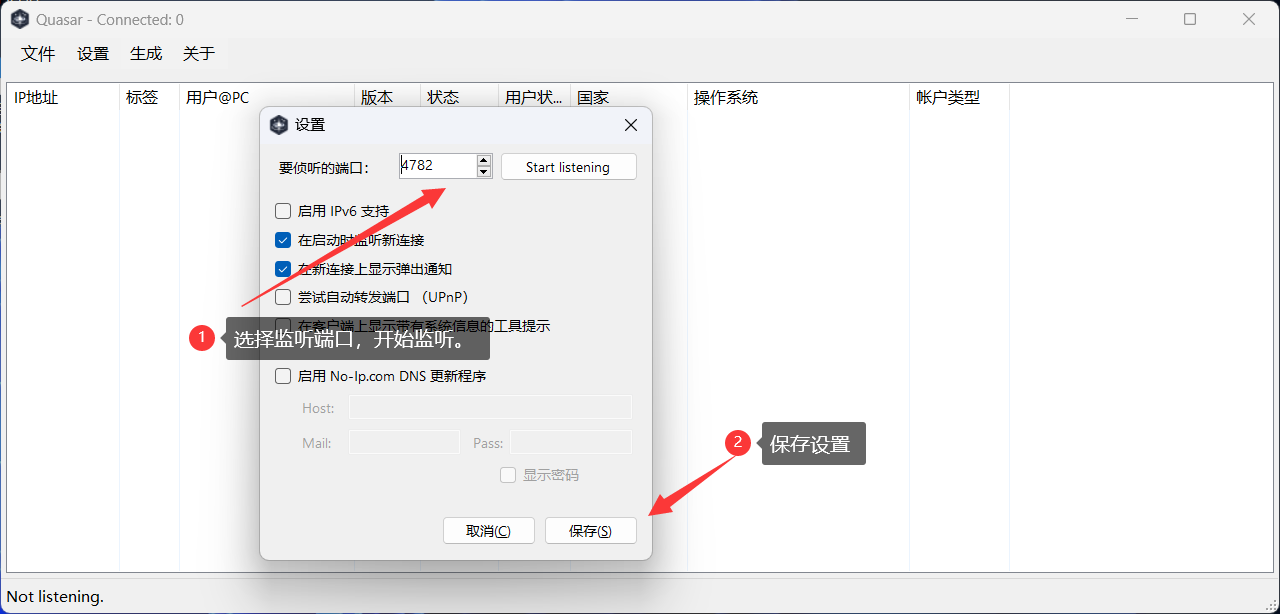 Quasar - Connected: 0
文件 设置 生成 关于
IP地址 标签 用户@PC 版本 状态 用户状... 国家 操作系统 帐户类型
设置
要侦听的端口： 4782 Start listening
启用 IPv6 支持
在启动时监听新连接
在新连接上显示弹出通知
尝试自动转发端口 （UPnP）
在客户端上显示带有系统信息的工具提示
1 选择监听端口，开始监听。
启用 No-Ip.com DNS 更新程序
Host:
Mail: Pass:
2 保存设置
显示密码
取消(C) 保存(S)
Not listening.